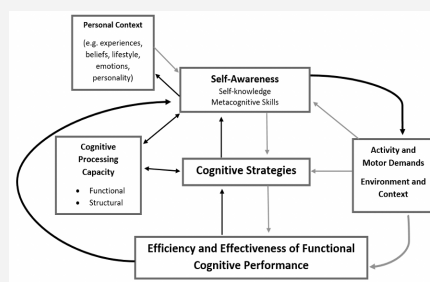 Personal Context
(e.g. experiences,
beliefs, lifestyle,
emotions,
personality)
Self-Awareness
Self-knowledge
Metacognitive Skills
Cognitive
Processing
Capacity
• Functional
• Structural
Cognitive Strategies
Activity and
Motor Demands
Environment and
Context
Efficiency and Effectiveness of Functional
Cognitive Performance